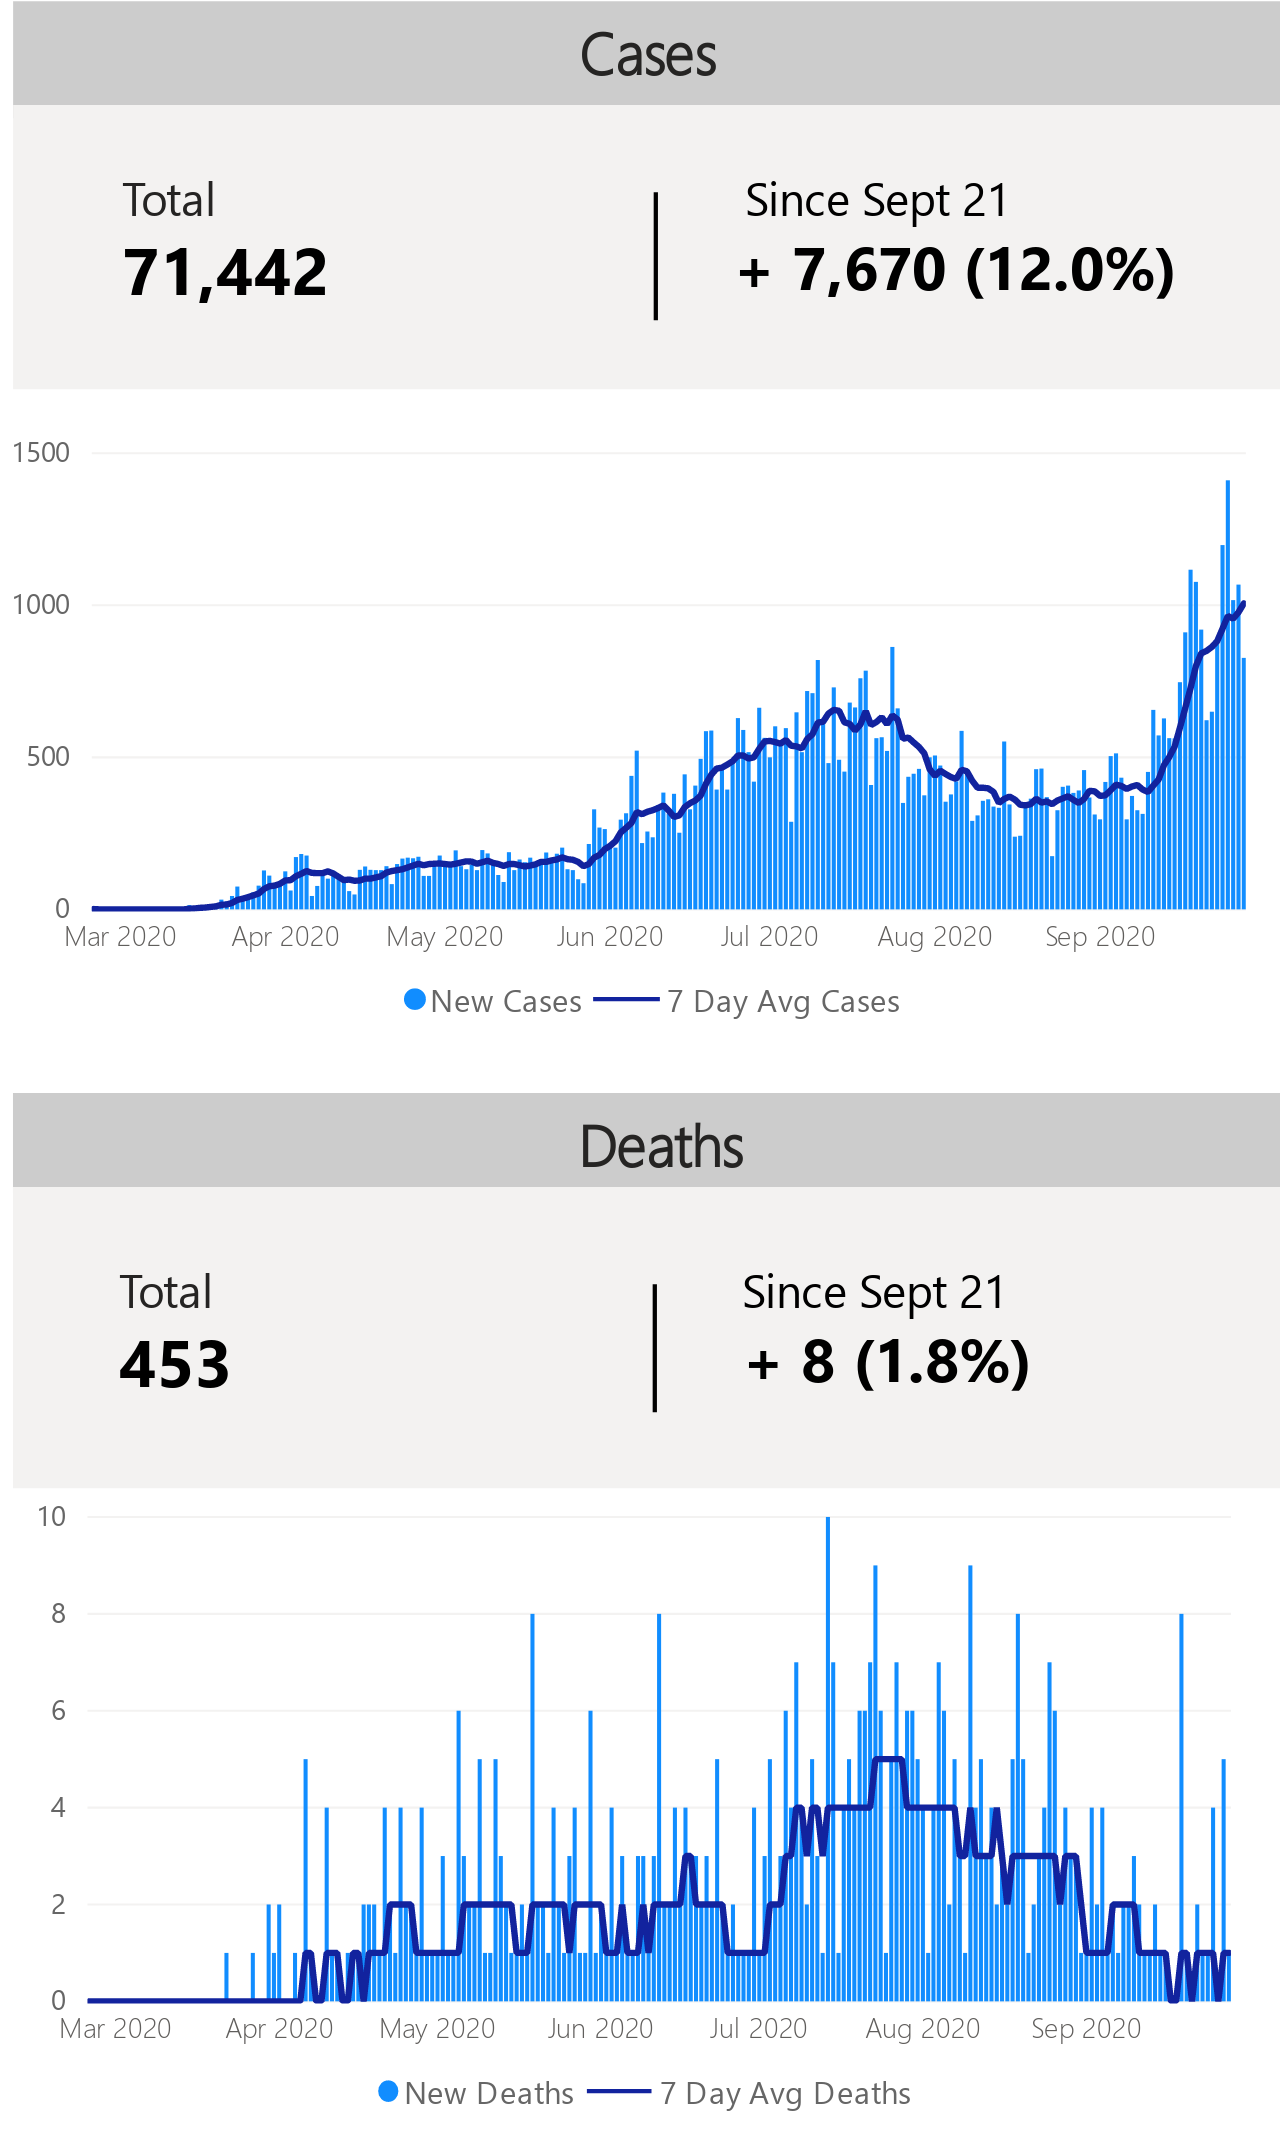 Cases
Total
Since Sept 21
71,442
+ 7,670 (12.0%)
1500
1000
500
0
Mar 2020 Apr 2020 May 2020 Jun 2020 Jul 2020 Aug 2020 Sep 2020
New Cases 7 Day Avg Cases
Deaths
Total
Since Sept 21
453
+ 8 (1.8%)
10
8
6
4
2
0
Mar 2020 Apr 2020 May 2020 Jun 2020 Jul 2020 Aug 2020 Sep 2020
New Deaths 7 Day Avg Deaths